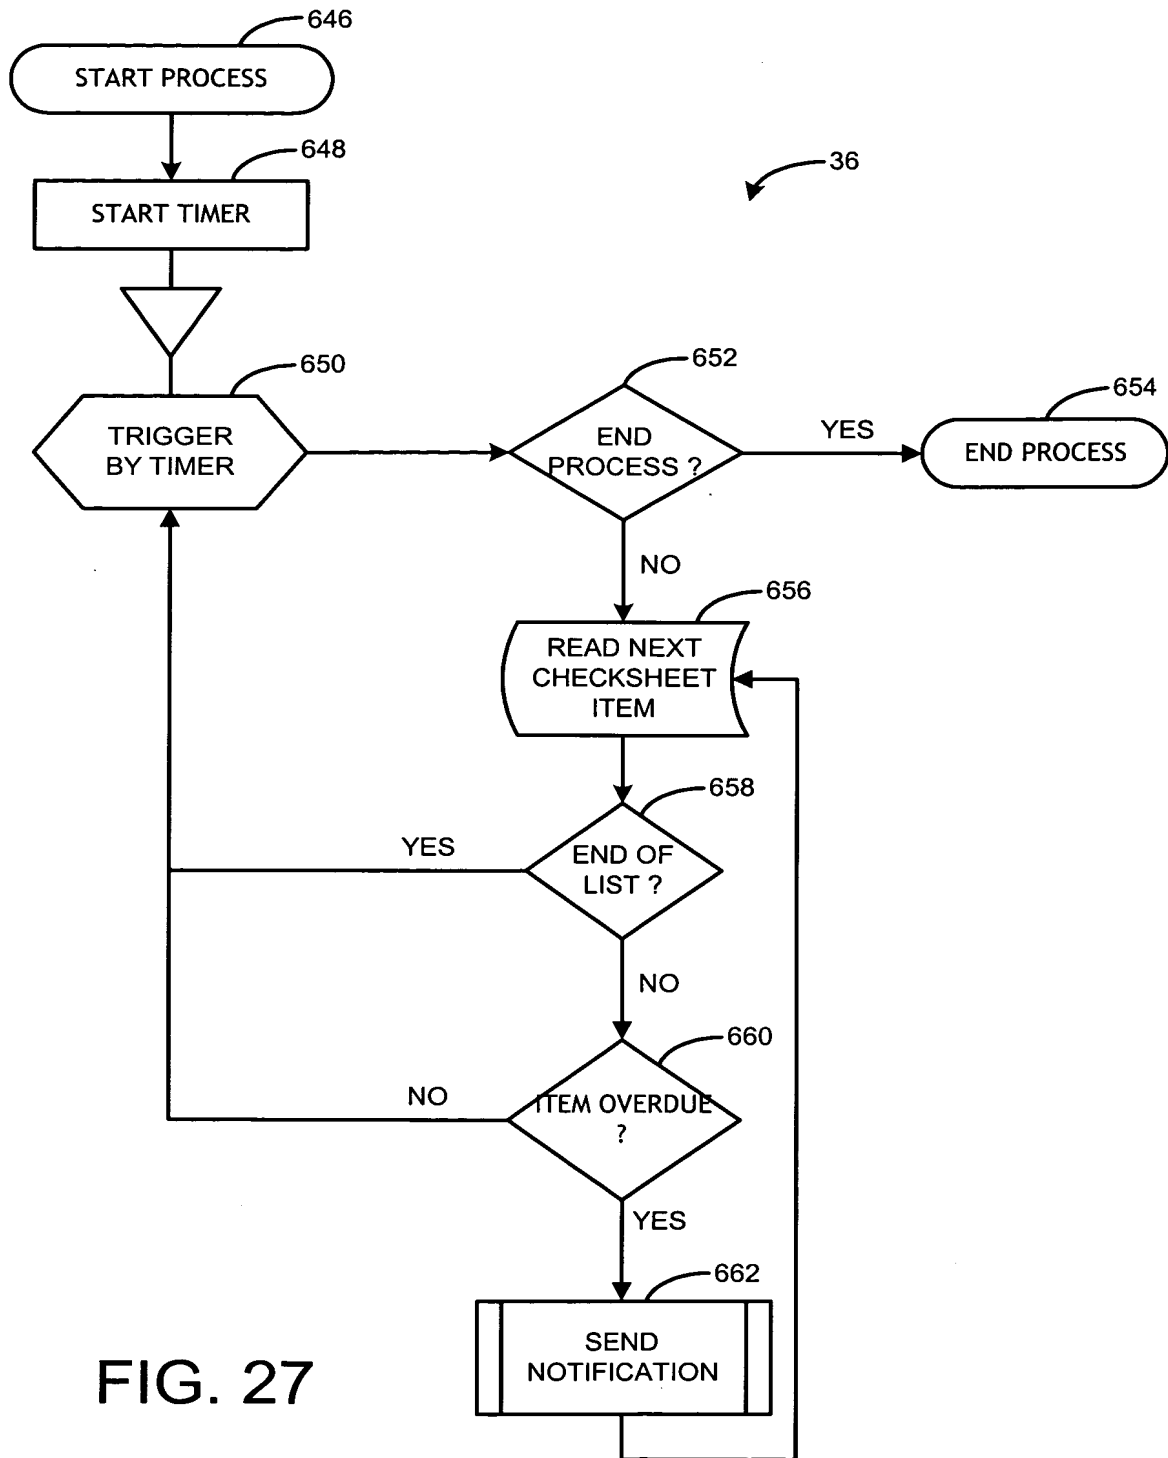 646
START PROCESS
648
START TIMER
36
650
TRIGGER
BY TIMER
652
END
PROCESS ?
YES
654
END PROCESS
NO
656
READ NEXT
CHECKSHEET
ITEM
658
YES
END OF
LIST ?
NO
660
NO
ITEM OVERDUE
?
YES
662
SEND
NOTIFICATION
FIG. 27